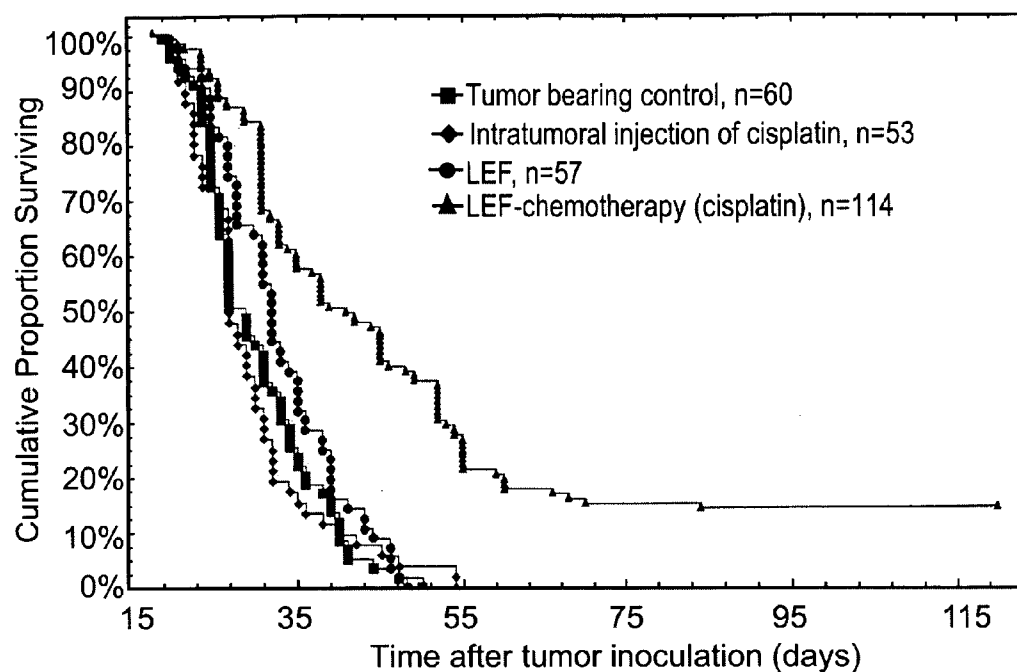 Cumulative Proportion Surviving
100%
90%
80%
70%
60%
50%
40%
30%
20%
10%
0%
Tumor bearing control, n=60
Intratumoral injection of cisplatin, n=53
LEF, n=57
LEF-chemotherapy (cisplatin), n=114
15 35 55 75 95 115
Time after tumor inoculation (days)